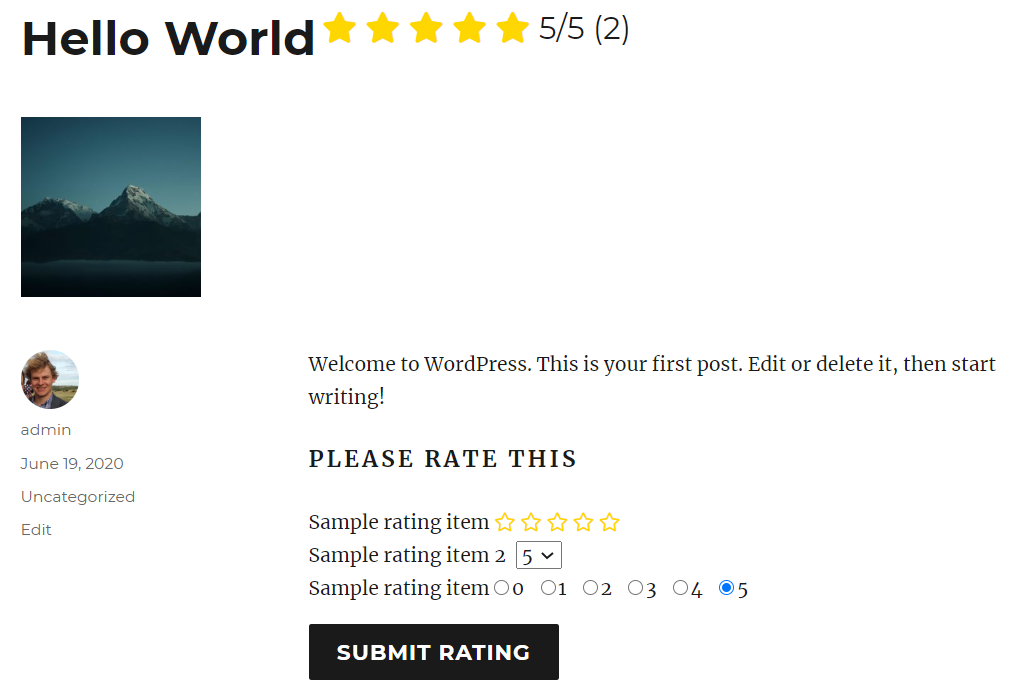 Hello World 5/5 (2)
admin
June 19, 2020
Uncategorized
Edit
Welcome to WordPress. This is your first post. Edit or delete it, then start
writing!
PLEASE RATE THIS
Sample rating item
Sample rating item 2 5
Sample rating item 0 1 2 3 4 5
SUBMIT RATING